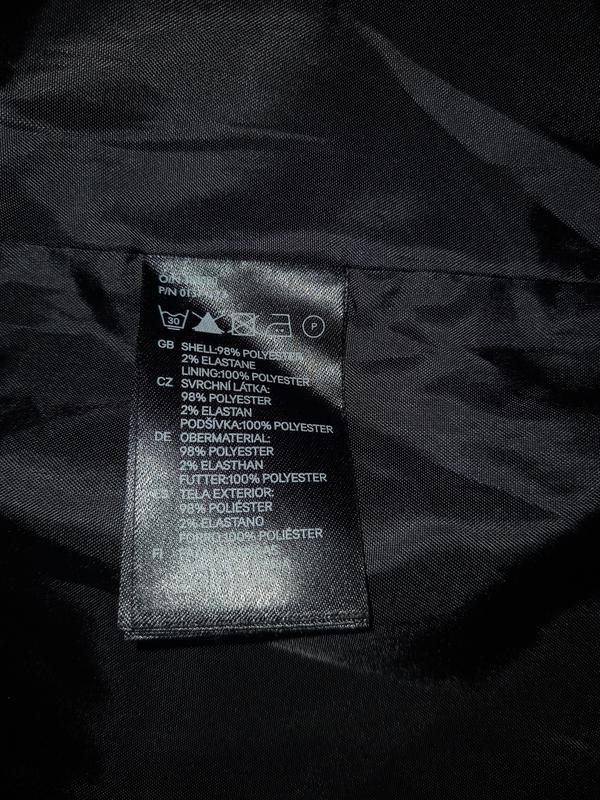 P/N
30
P
GB SHELL:98% POLYESTER
2% ELASTANE
LINING:100% POLYESTER
CZ SVRCHNÍ LÁTKA:
98% POLYESTER
2% ELASTAN
PODŠÍVKA:100% POLYESTER
DE OBERMATERIAL:
98% POLYESTER
2% ELASTHAN
FUTTER:100% POLYESTER
ES TELA EXTERIOR:
98% POLIÉSTER
2% ELASTANO
FORRO:100% POLIÉSTER
FI